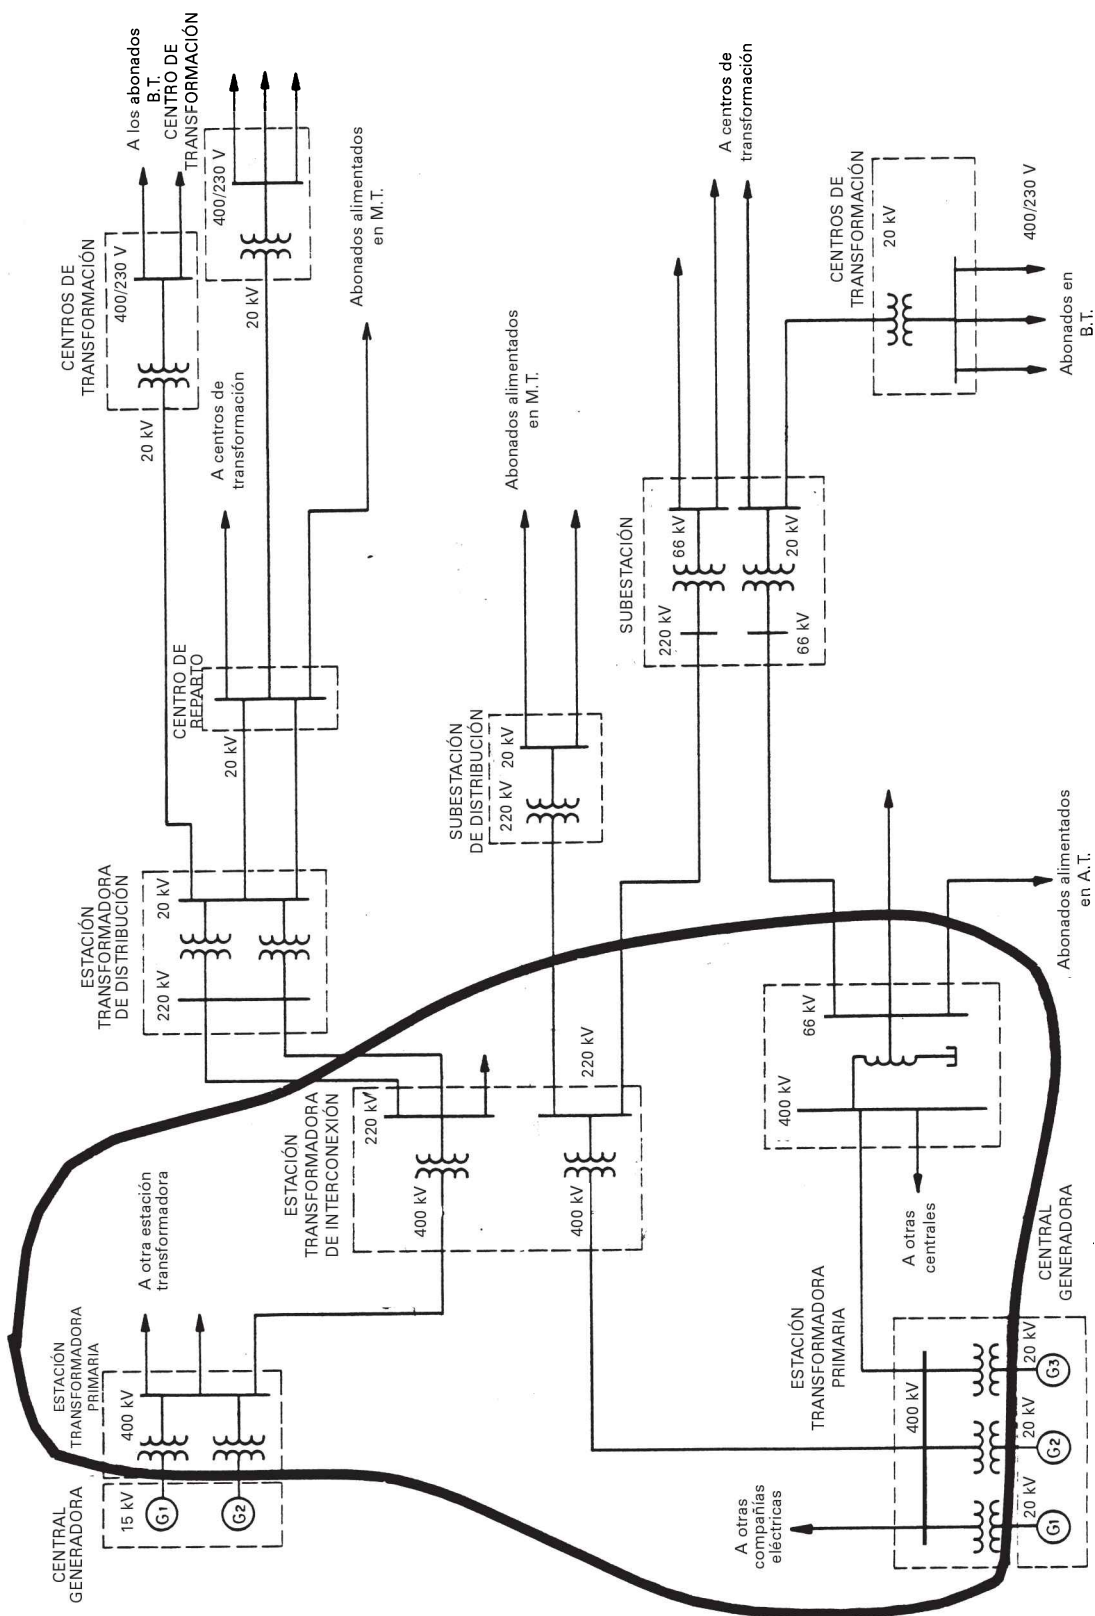 CENTRAL
GENERADORA
15 kV
G1
G2
ESTACIÓN
TRANSFORMADORA
PRIMARIA
400 kV
A otra estación
transformadora
ESTACIÓN
TRANSFORMADORA
DE DISTRIBUCIÓN
220 kV
20 kV
CENTROS DE
TRANSFORMACIÓN
20 kV
400/230 V
A los abonados
B.T.
CENTRO DE
TRANSFORMACIÓN
20 kV
400/230 V
CENTRO DE
REPARTO
20 kV
A centros de
transformación
Abonados alimentados
en M.T.
ESTACIÓN
TRANSFORMADORA
DE INTERCONEXIÓN
400 kV
220 kV
400 kV
220 kV
SUBESTACIÓN
DE DISTRIBUCIÓN
220 kV
20 kV
Abonados alimentados
en M.T.
SUBESTACIÓN
220 kV
66 kV
66 kV
20 kV
A centros de
transformación
A otras
compañías
eléctricas
ESTACIÓN
TRANSFORMADORA
PRIMARIA
400 kV
20 kV
20 kV
20 kV
G1
G2
G3
CENTRAL
GENERADORA
400 kV
66 kV
A otras
centrales
Abonados alimentados
en A.T.
CENTROS DE
TRANSFORMACIÓN
20 kV
400/230 V
Abonados en
B.T.